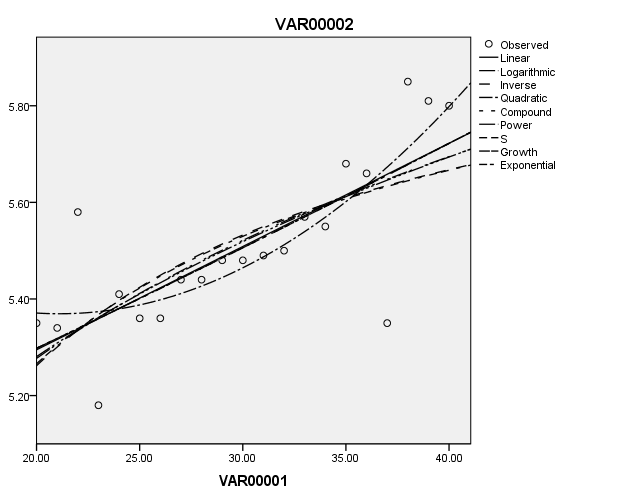 VAR00002
Observed
Linear
Logarithmic
Inverse
Quadratic
Compound
Power
S
Growth
Exponential
5.80
5.60
5.40
5.20
20.00 25.00 30.00 35.00 40.00
VAR00001